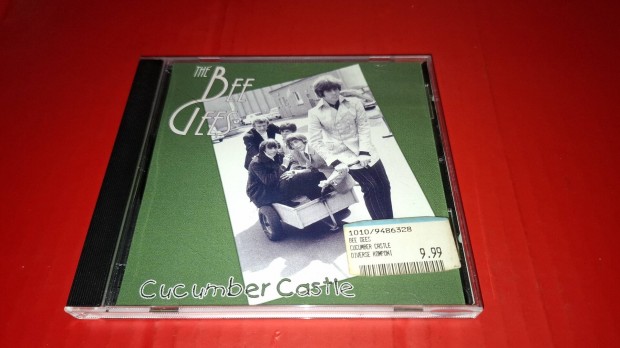 THE
BEE
GEES
1010/9486328
BEE GEES
CUCUMBER CASTLE
DIVERSE KOMPONI
9.99
Cucumber Castle